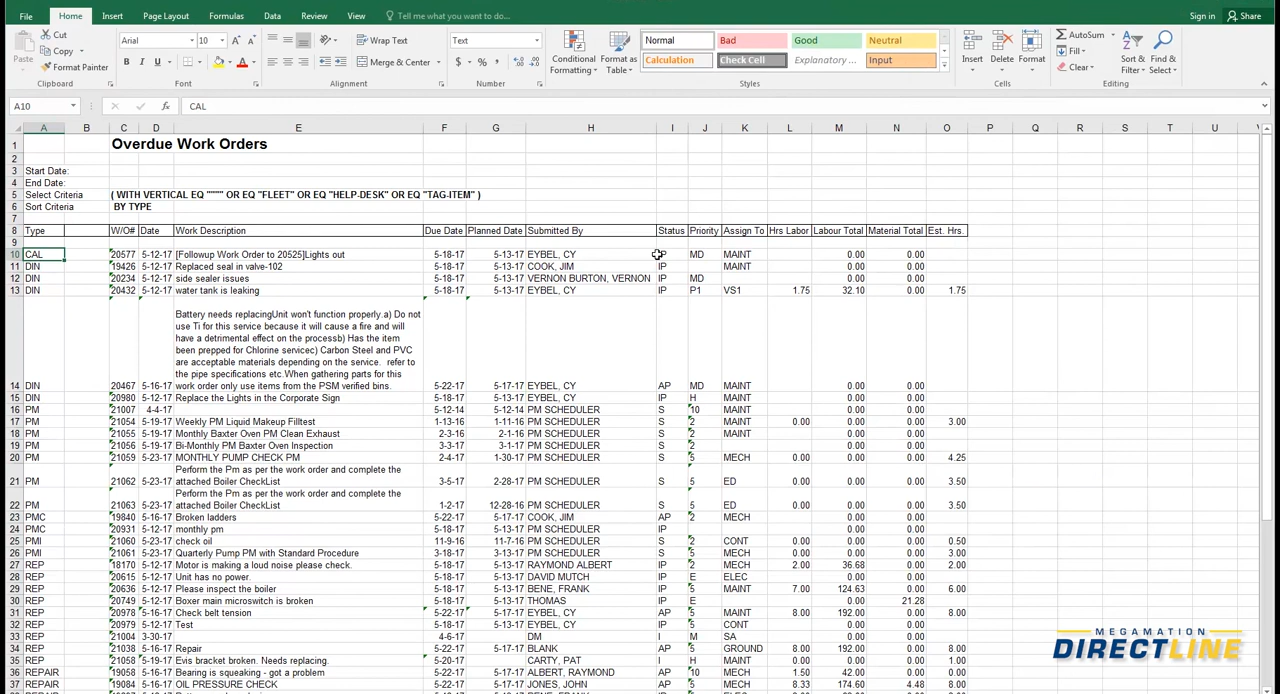 File Home Insert Page Layout Formulas Data Review View Tell me what you want to do... Sign in Share
Cut Copy Format Painter Paste Clipboard
Arial 10 B I U Font
Wrap Text Merge & Center Alignment
Text $ % , Number
Conditional Formatting Format as Table
Normal Bad Good Neutral
Calculation Check Cell Explanatory ... Input
Styles
Insert Delete Format Cells
AutoSum Fill Clear Sort & Filter Find & Select Editing
A10 fx CAL
A B C D E F G H I J K L M N O P Q R S T U
1 Overdue Work Orders
2
3 Start Date:
4 End Date:
5 Select Criteria ( WITH VERTICAL EQ """" OR EQ "FLEET" OR EQ "HELP-DESK" OR EQ "TAG-ITEM" )
6 Sort Criteria BY TYPE
7
8 Type W/O# Date Work Description Due Date Planned Date Submitted By Status Priority Assign To Hrs Labor Labour Total Material Total Est. Hrs.
9
10 CAL 20577 5-12-17 [Followup Work Order to 20525]Lights out 5-18-17 5-13-17 EYBEL, CY MD MAINT 0.00 0.00
11 DIN 19426 5-12-17 Replaced seal in valve-102 5-18-17 5-13-17 COOK, JIM IP MAINT 0.00 0.00
12 DIN 20234 5-12-17 side sealer issues 5-18-17 5-13-17 VERNON BURTON, VERNON IP MD 0.00 0.00
13 DIN 20432 5-12-17 water tank is leaking 5-18-17 5-13-17 EYBEL, CY IP P1 VS1 1.75 32.10 0.00 1.75
Battery needs replacingUnit won't function properly.a) Do not
use Ti for this service because it will cause a fire and will
have a detrimental effect on the processb) Has the item
been prepped for Chlorine servicec) Carbon Steel and PVC
are acceptable materials depending on the service. refer to
the pipe specifications etc.When gathering parts for this
14 DIN 20467 5-16-17 work order only use items from the PSM verified bins. 5-22-17 5-17-17 EYBEL, CY AP MD MAINT 0.00 0.00
15 DIN 20980 5-12-17 Replace the Lights in the Corporate Sign 5-18-17 5-13-17 EYBEL, CY IP H MAINT 0.00 0.00
16 PM 21007 4-4-17 5-12-14 5-12-14 PM SCHEDULER S 10 MAINT 0.00 0.00
17 PM 21054 5-19-17 Weekly PM Liquid Makeup Filltest 1-13-16 1-11-16 PM SCHEDULER S 2 MAINT 0.00 0.00 0.00 3.00
18 PM 21055 5-19-17 Monthly Baxter Oven PM Clean Exhaust 2-3-16 2-1-16 PM SCHEDULER S 2 MAINT 0.00 0.00
19 PM 21056 5-19-17 Bi-Monthly PM Baxter Oven Inspection 3-3-17 3-1-17 PM SCHEDULER S 2 0.00 0.00
20 PM 21059 5-23-17 MONTHLY PUMP CHECK PM 2-4-17 1-30-17 PM SCHEDULER S 5 MECH 0.00 0.00 0.00 4.25
Perform the Pm as per the work order and complete the
21 PM 21062 5-23-17 attached Boiler CheckList 3-5-17 2-28-17 PM SCHEDULER S 5 ED 0.00 0.00 0.00 3.50
Perform the Pm as per the work order and complete the
22 PM 21063 5-23-17 attached Boiler CheckList 1-2-17 12-28-16 PM SCHEDULER S 5 ED 0.00 0.00 0.00 3.50
23 PMC 19840 5-16-17 Broken ladders 5-22-17 5-17-17 COOK, JIM AP 2 MECH 0.00 0.00
24 PMC 20931 5-12-17 monthly pm 5-18-17 5-13-17 PM SCHEDULER IP 0.00 0.00
25 PMI 21060 5-23-17 check oil 11-9-16 11-7-16 PM SCHEDULER S 2 CONT 0.00 0.00 0.50
26 PMI 21061 5-23-17 Quarterly Pump PM with Standard Procedure 3-18-17 3-13-17 PM SCHEDULER S 5 MECH 0.00 0.00 0.00 3.00
27 REP 18170 5-12-17 Motor is making a loud noise please check. 5-18-17 5-13-17 RAYMOND ALBERT IP 2 MECH 2.00 36.68 0.00 2.00
28 REP 20615 5-12-17 Unit has no power. 5-18-17 5-13-17 DAVID MUTCH IP E ELEC 0.00 0.00
29 REP 20636 5-12-17 Please inspect the boiler 5-18-17 5-13-17 BENE, FRANK IP 5 MAINT 7.00 124.63 0.00 6.00
30 REP 20749 5-12-17 Boxer main microswitch is broken 5-18-17 5-13-17 THOMAS IP E 0.00 21.28
31 REP 20978 5-16-17 Check belt tension 5-22-17 5-17-17 EYBEL, CY AP 5 MAINT 8.00 192.00 0.00 8.00
32 REP 20979 5-12-17 Test 5-18-17 5-13-17 EYBEL, CY IP 5 CONT 0.00 0.00
33 REP 21004 3-30-17 4-6-17 DM I M SA 0.00 0.00
34 REP 21038 5-16-17 Repair 5-22-17 5-17-17 BLANK AP 5 GROUND 8.00 192.00 0.00 8.00
35 REP 21058 5-19-17 Evis bracket broken. Needs replacing. 5-20-17 CARTY, PAT I H MAINT 0.00 0.00 1.00
36 REPAIR 19058 5-16-17 Bearing is squeaking - got a problem 5-22-17 5-17-17 ALBERT, RAYMOND AP 10 MECH 1.50 42.00 0.00 0.00
37 REPAIR 19084 5-16-17 OIL PRESSURE CHECK 5-22-17 5-17-17 JONES, JOHN AP 5 MECH 8.33 174.60 4.48 8.00
MEGAMATION
DIRECTLINE